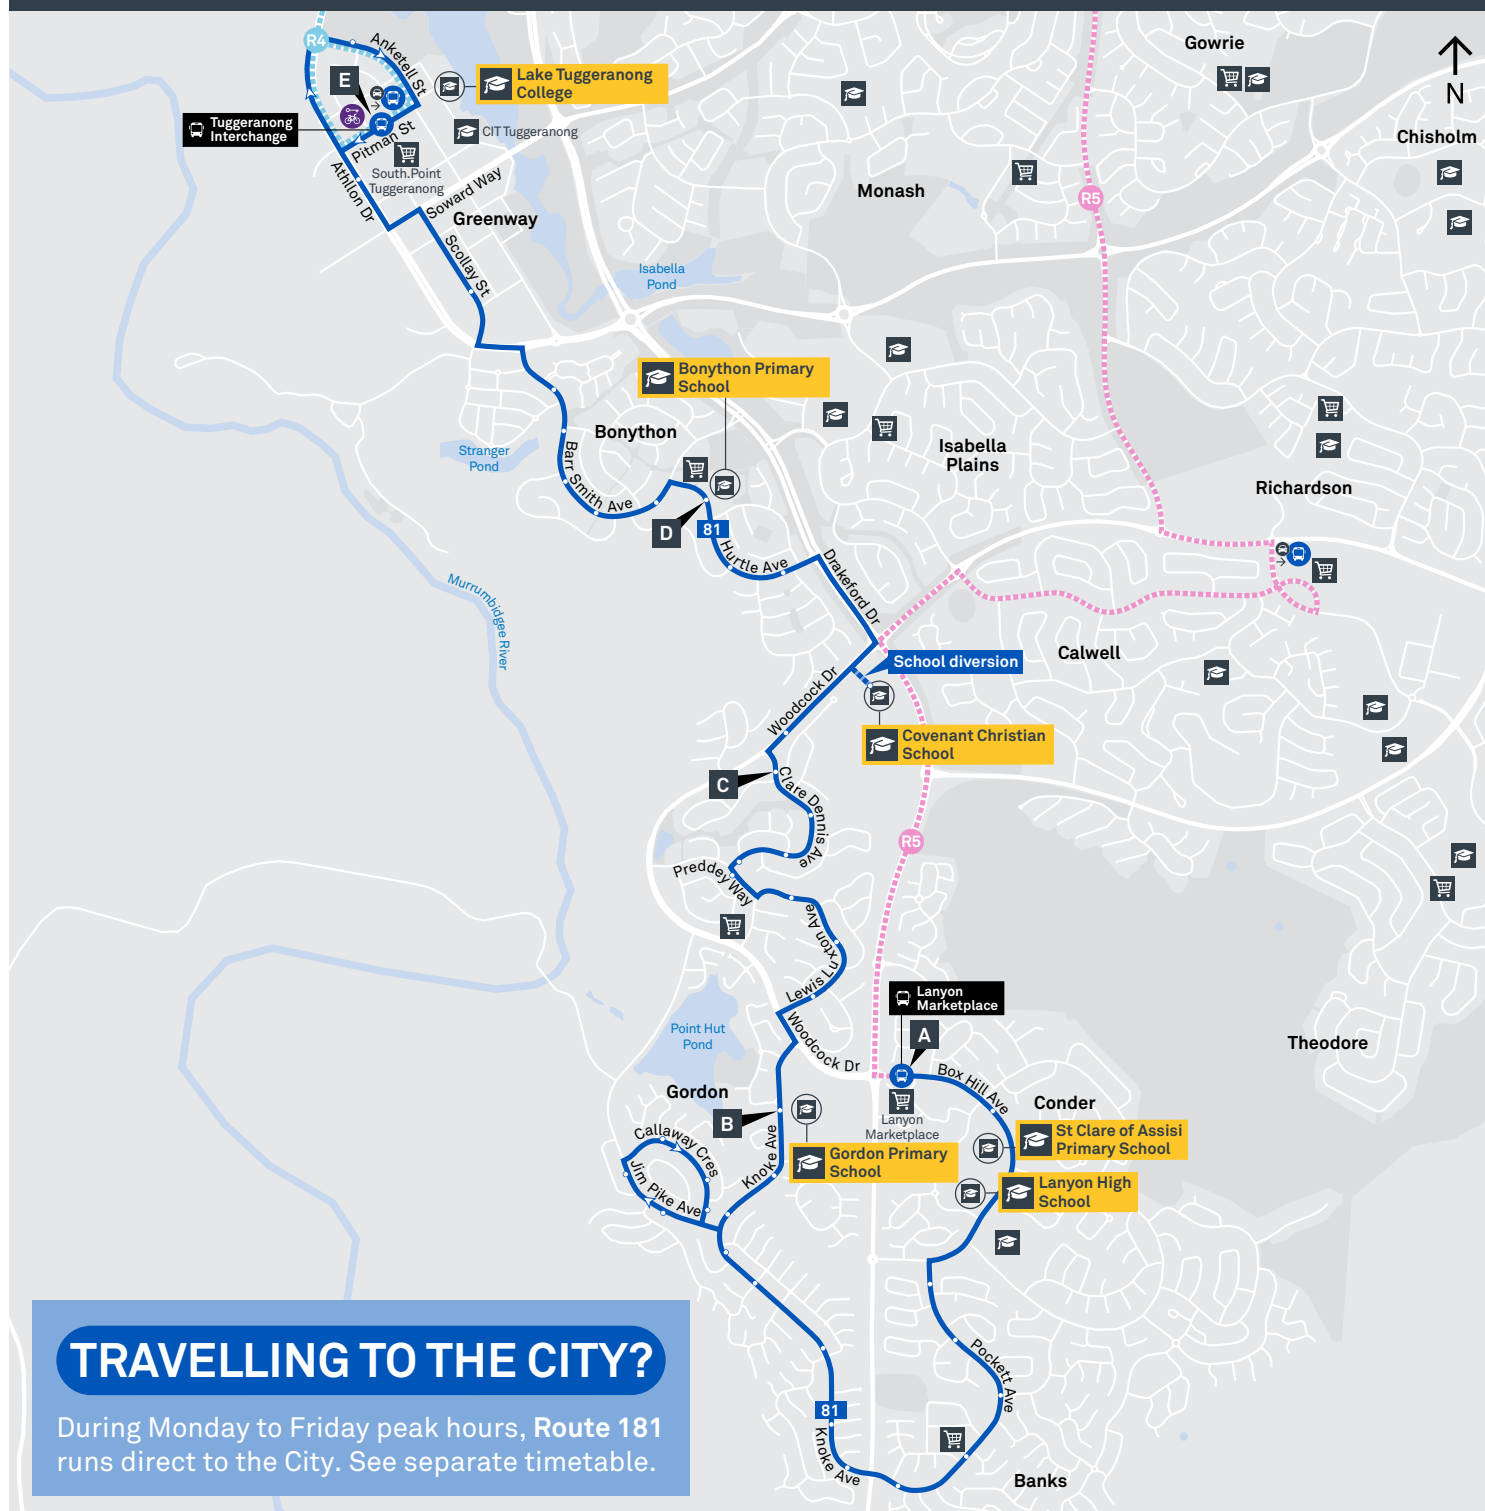 R4
Anketell St
E
Lake Tuggeranong
College
Tuggeranong
Interchange
Pitman St
CIT Tuggeranong
South.Point
Tuggeranong
Athllon Dr
Soward Way
Greenway
Scollay St
Gowrie
N
Chisholm
Monash
R5
Isabella
Pond
Bonython Primary
School
Bonython
Stranger
Pond
Barr Smith Ave
D
81
Hurtle Ave
Isabella
Plains
Richardson
Drakeford Dr
Murrumbidgee River
School diversion
Calwell
Woodcock Dr
Covenant Christian
School
C
Clare Dennis Ave
R5
Preddey Way
Lewis Luxton Ave
Lanyon
Marketplace
A
Point Hut
Pond
Woodcock Dr
Theodore
Box Hill Ave
Gordon
Conder
Lanyon
Marketplace
B
Callaway Cres
Knoke Ave
St Clare of Assisi
Primary School
Gordon Primary
School
Jim Pike Ave
Lanyon High
School
Pockett Ave
81
Knoke Ave
Banks
TRAVELLING TO THE CITY?
During Monday to Friday peak hours, Route 181
runs direct to the City. See separate timetable.